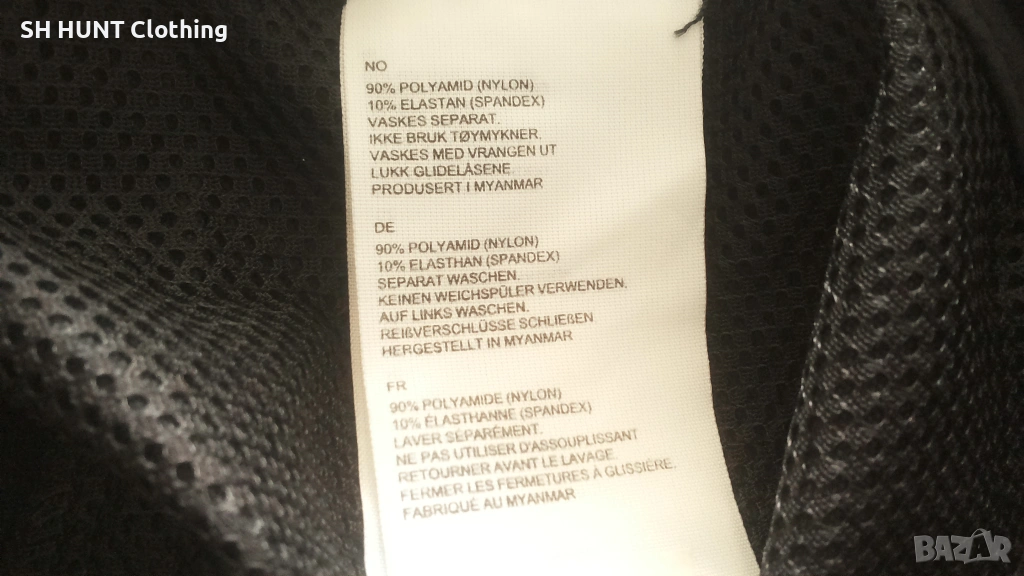 SH HUNT Clothing
NO
90% POLYAMID (NYLON)
10% ELASTAN (SPANDEX)
VASKES SEPARAT.
IKKE BRUK TØYMYKNER.
VASKES MED VRANGEN UT
LUKK GLIDELÅSENE
PRODUSERT I MYANMAR
DE
90% POLYAMID (NYLON)
10% ELASTHAN (SPANDEX)
SEPARAT WASCHEN.
KEINEN WEICHSPÜLER VERWENDEN.
AUF LINKS WASCHEN.
REIßVERSCHLÜSSE SCHLIEßEN
HERGESTELLT IN MYANMAR
FR
90% POLYAMIDE (NYLON)
10% ÉLASTHANNE (SPANDEX)
LAVER SÉPARÉMENT.
NE PAS UTILISER D'ASSOUPLISSANT
RETOURNER AVANT LE LAVAGE.
FERMER LES FERMETURES À GLISSIÈRE.
FABRIQUÉ AU MYANMAR
BAZAR